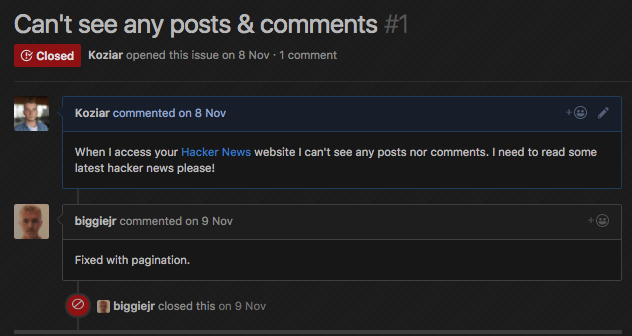 Can't see any posts & comments #1
Closed Koziar opened this issue on 8 Nov · 1 comment
Koziar commented on 8 Nov
When I access your Hacker News website I can't see any posts nor comments. I need to read some
latest hacker news please!
biggiejr commented on 9 Nov
Fixed with pagination.
biggiejr closed this on 9 Nov